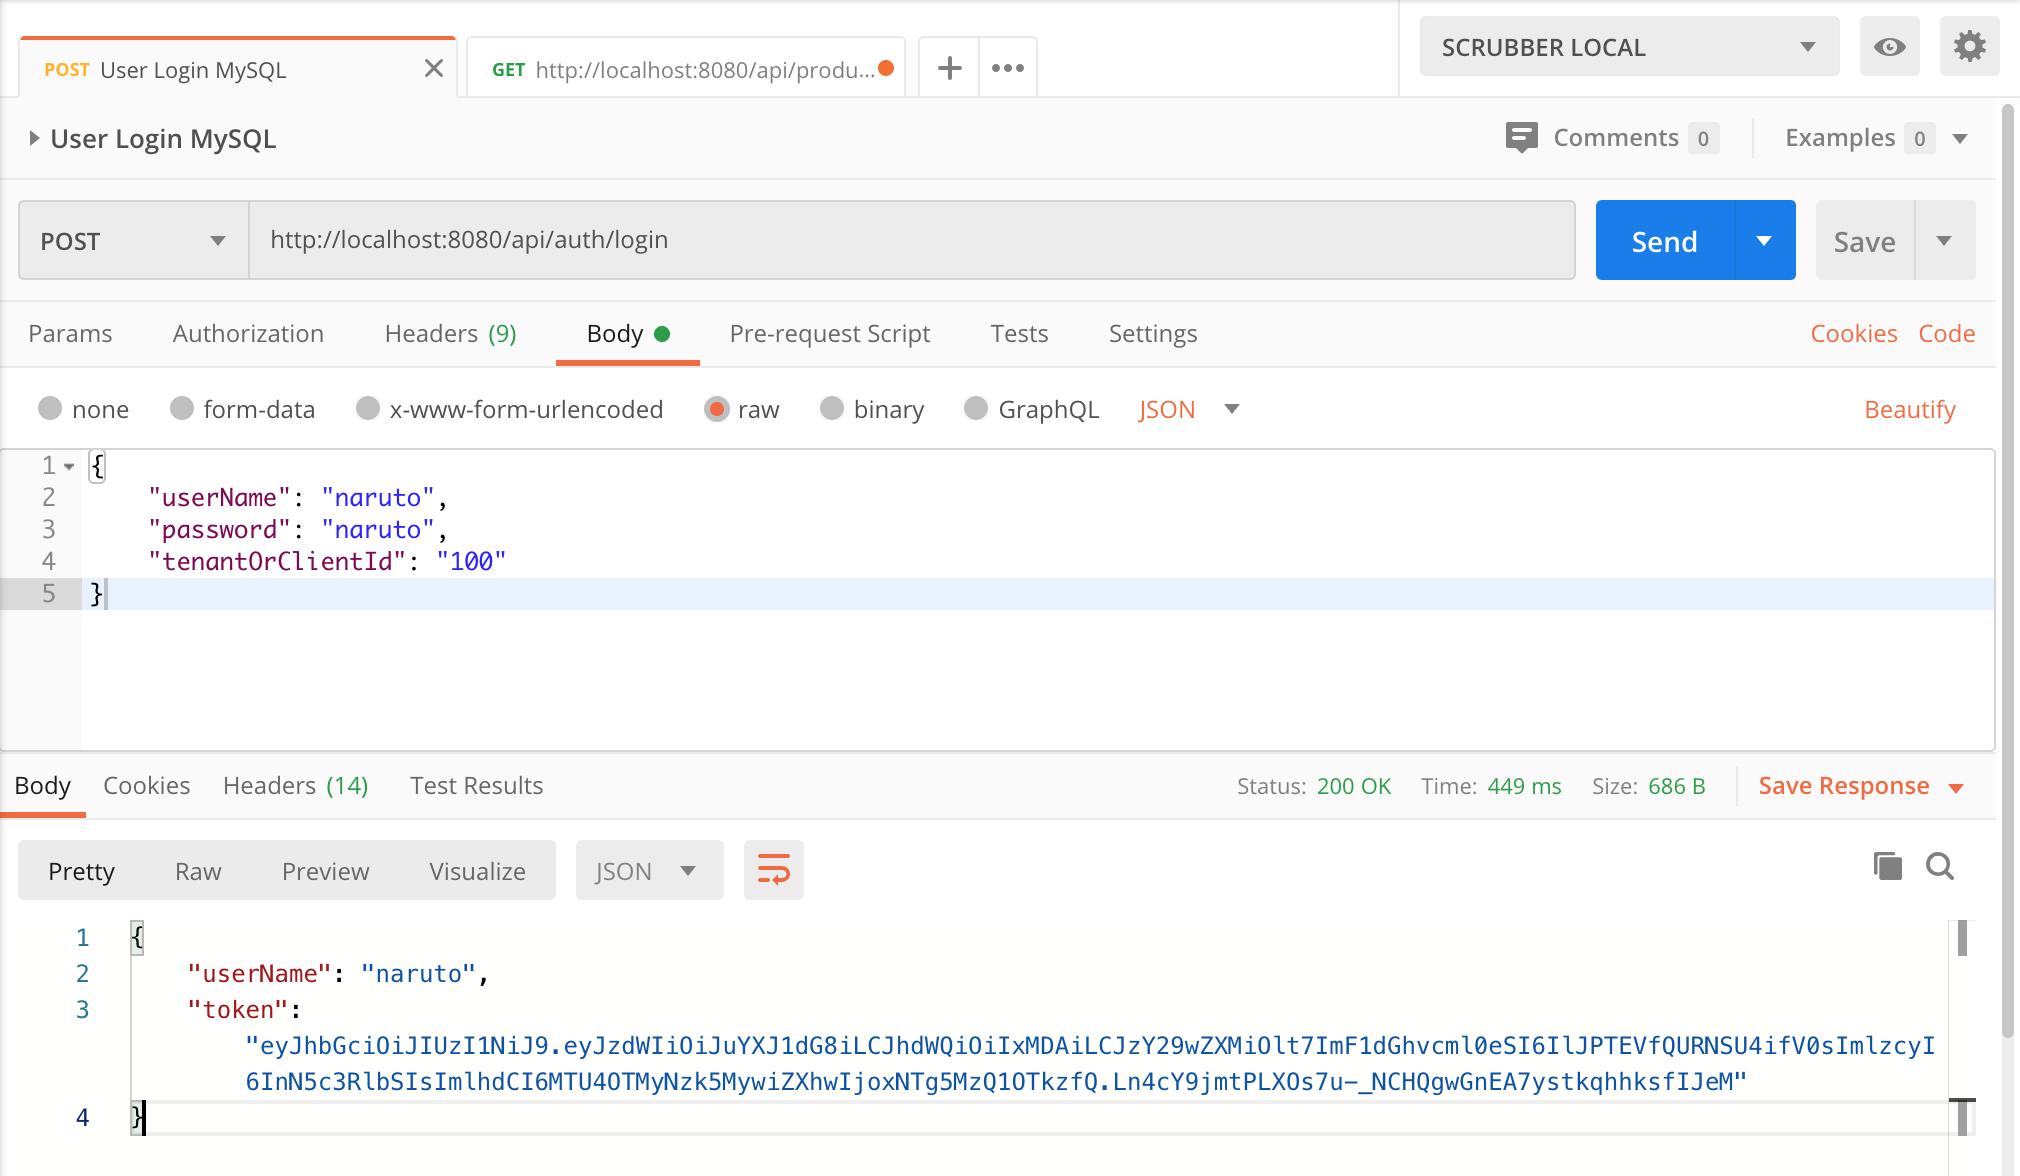 POST User Login MySQL
GET http://localhost:8080/api/produ...
SCRUBBER LOCAL
User Login MySQL
Comments 0
Examples 0
POST
http://localhost:8080/api/auth/login
Send
Save
Params
Authorization
Headers (9)
Body
Pre-request Script
Tests
Settings
Cookies
Code
none
form-data
x-www-form-urlencoded
raw
binary
GraphQL
JSON
Beautify
1 {
2 "userName": "naruto",
3 "password": "naruto",
4 "tenantOrClientId": "100"
5 }
Body
Cookies
Headers (14)
Test Results
Status: 200 OK
Time: 449 ms
Size: 686 B
Save Response
Pretty
Raw
Preview
Visualize
JSON
1 {
2 "userName": "naruto",
3 "token":
"eyJhbGciOiJIUzI1NiJ9.eyJzdWIiOiJuYXJ1dG8iLCJhdWQiOiIxMDAiLCJzY29wZXMiOlt7ImF1dGhvcml0eSI6IlJPTEVfQURNSU4ifV0sImlzcyI
6InN5c3RlbSIsImlhdCI6MTU4OTMyNzk5MywiZXhwIjoxNTg5MzQ1OTkzfQ.Ln4cY9jmtPLXOs7u-_NCHQgwGnEA7ystkqhhksfIJeM"
4 }